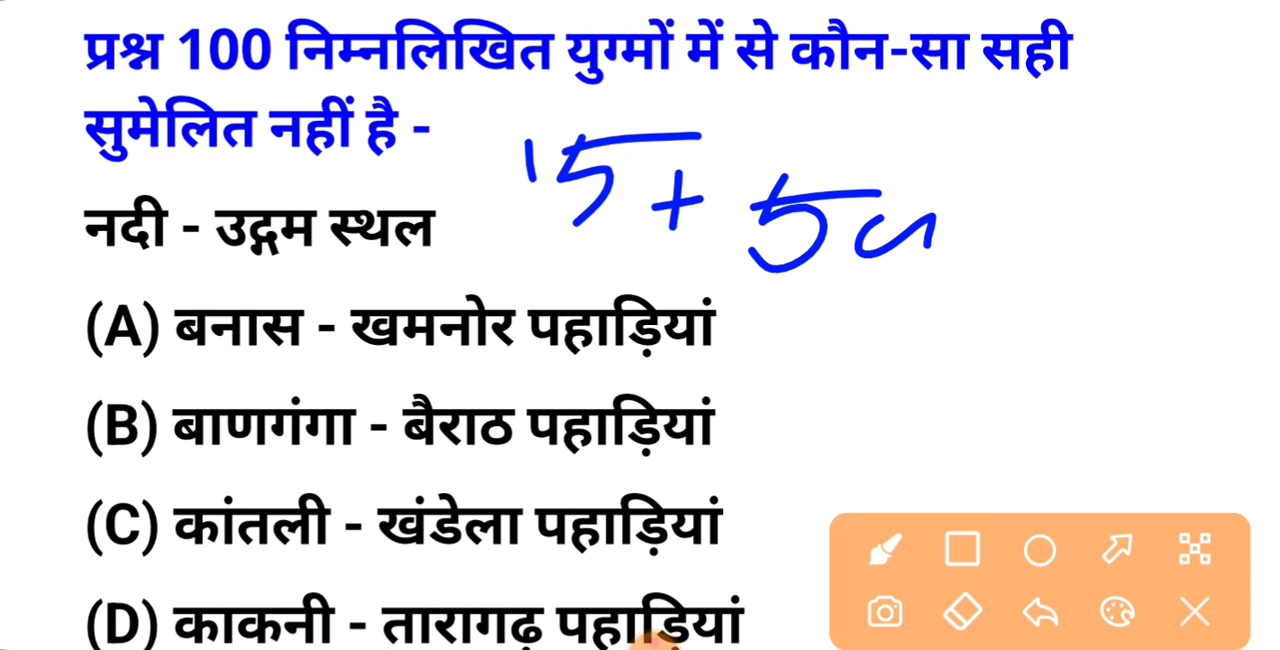 प्रश्न 100 निम्नलिखित युग्मों में से कौन-सा सही
सुमेलित नहीं है -
नदी - उद्गम स्थल
(A) बनास - खमनोर पहाड़ियां
(B) बाणगंगा - बैराठ पहाड़ियां
(C) कांतली - खंडेला पहाड़ियां
(D) काकनी - तारागढ़ पहाड़ियां